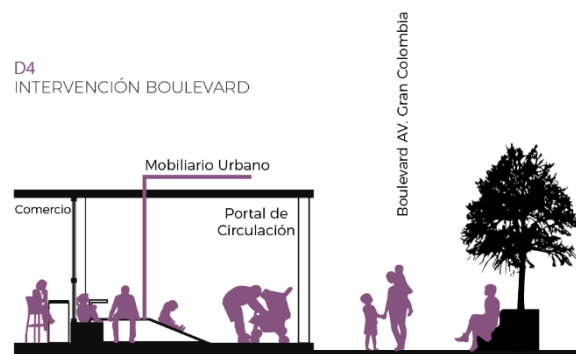 D4
INTERVENCIÓN BOULEVARD
Boulevard AV. Gran Colombia
Mobiliario Urbano
Comercio
Portal de
Circulación